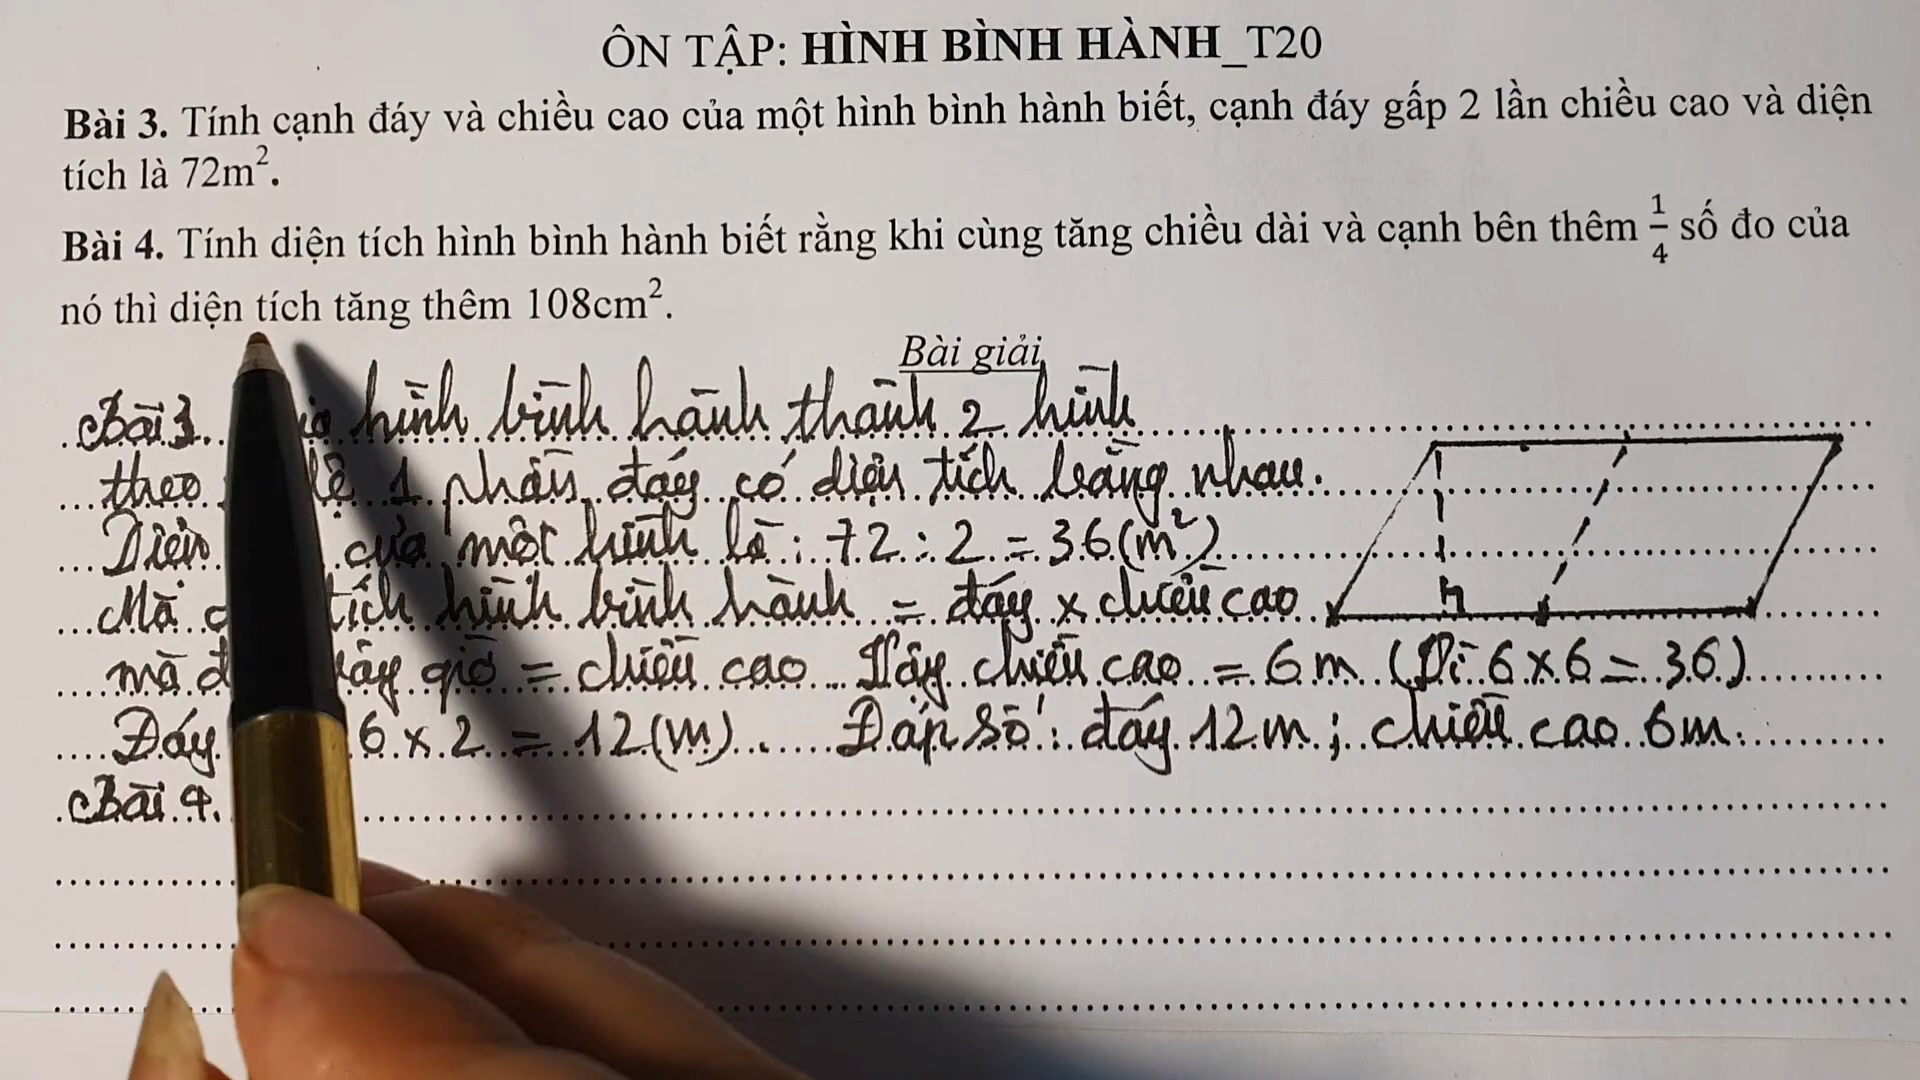 ÔN TẬP: HÌNH BÌNH HÀNH_T20
Bài 3. Tính cạnh đáy và chiều cao của một hình bình hành biết, cạnh đáy gấp 2 lần chiều cao và diện
tích là 72m².
Bài 4. Tính diện tích hình bình hành biết rằng khi cùng tăng chiều dài và cạnh bên thêm 1/4 số đo của
nó thì diện tích tăng thêm 108cm².
Bài giải
Bài 3. hình bình hành thành 2 hình
theo lệ 1 phần đáy có diện tích bằng nhau.
Diện của một hình là: 72 : 2 = 36(m²)
Mà tích hình bình hành = đáy x chiều cao
mà bây giờ = chiều cao. Vậy chiều cao = 6m (Vì 6 x 6 = 36)
Đáy 6 x 2 = 12(m) Đáp số: đáy 12m; chiều cao 6m.
Bài 4.
h